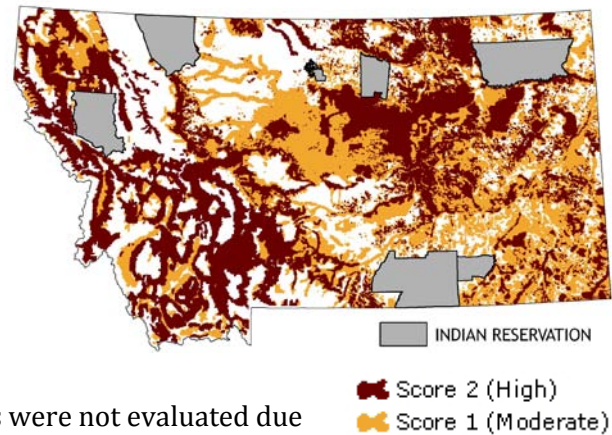 INDIAN RESERVATION
Score 2 (High)
were not evaluated due
Score 1 (Moderate)